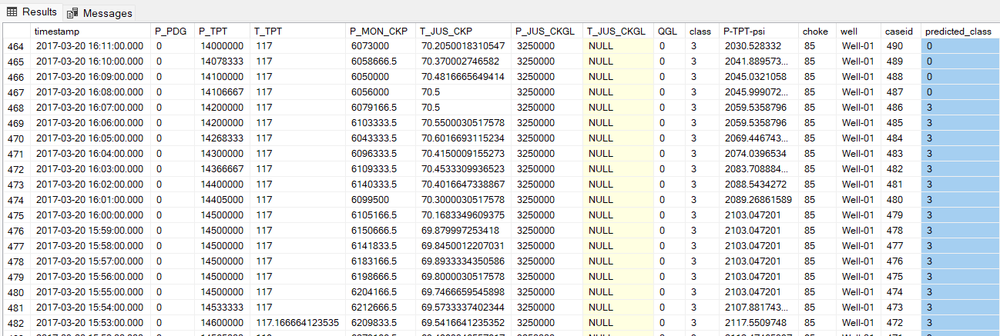 Results Messages
timestamp P_PDG P_TPT T_TPT P_MON_CKP T_JUS_CKP P_JUS_CKGL T_JUS_CKGL QGL class P-TPT-psi choke well caseid predicted_class
464 2017-03-20 16:11:00.000 0 14000000 117 6073000 70.2050018310547 3250000 NULL 0 3 2030.528332 85 Well-01 490 0
465 2017-03-20 16:10:00.000 0 14078333 117 6058666.5 70.370002746582 3250000 NULL 0 3 2041.889573... 85 Well-01 489 0
466 2017-03-20 16:09:00.000 0 14100000 117 6050000 70.4816665649414 3250000 NULL 0 3 2045.0321058 85 Well-01 488 0
467 2017-03-20 16:08:00.000 0 14106667 117 6056000 70.5 3250000 NULL 0 3 2045.999072... 85 Well-01 487 0
468 2017-03-20 16:07:00.000 0 14200000 117 6079166.5 70.5 3250000 NULL 0 3 2059.5358796 85 Well-01 486 3
469 2017-03-20 16:06:00.000 0 14200000 117 6103333.5 70.5500030517578 3250000 NULL 0 3 2059.5358796 85 Well-01 485 3
470 2017-03-20 16:05:00.000 0 14268333 117 6043333.5 70.6016693115234 3250000 NULL 0 3 2069.446743... 85 Well-01 484 3
471 2017-03-20 16:04:00.000 0 14300000 117 6096333.5 70.4150009155273 3250000 NULL 0 3 2074.0396534 85 Well-01 483 3
472 2017-03-20 16:03:00.000 0 14366667 117 6109333.5 70.4533309936523 3250000 NULL 0 3 2083.708884... 85 Well-01 482 3
473 2017-03-20 16:02:00.000 0 14400000 117 6140333.5 70.4016647338867 3250000 NULL 0 3 2088.5434272 85 Well-01 481 3
474 2017-03-20 16:01:00.000 0 14405000 117 6099500 70.3000030517578 3250000 NULL 0 3 2089.26861589 85 Well-01 480 3
475 2017-03-20 16:00:00.000 0 14500000 117 6105166.5 70.1683349609375 3250000 NULL 0 3 2103.047201 85 Well-01 479 3
476 2017-03-20 15:59:00.000 0 14500000 117 6150666.5 69.879997253418 3250000 NULL 0 3 2103.047201 85 Well-01 478 3
477 2017-03-20 15:58:00.000 0 14500000 117 6141833.5 69.8450012207031 3250000 NULL 0 3 2103.047201 85 Well-01 477 3
478 2017-03-20 15:57:00.000 0 14500000 117 6183166.5 69.8933334350586 3250000 NULL 0 3 2103.047201 85 Well-01 476 3
479 2017-03-20 15:56:00.000 0 14500000 117 6198666.5 69.8000030517578 3250000 NULL 0 3 2103.047201 85 Well-01 475 3
480 2017-03-20 15:55:00.000 0 14500000 117 6204166.5 69.7466659545898 3250000 NULL 0 3 2103.047201 85 Well-01 474 3
481 2017-03-20 15:54:00.000 0 14533333 117 6212666.5 69.5733337402344 3250000 NULL 0 3 2107.881743... 85 Well-01 473 3
482 2017-03-20 15:53:00.000 0 14600000 117.166664123535 6209833.5 69.5416641235352 3250000 NULL 0 3 2117.5509748 85 Well-01 472 3